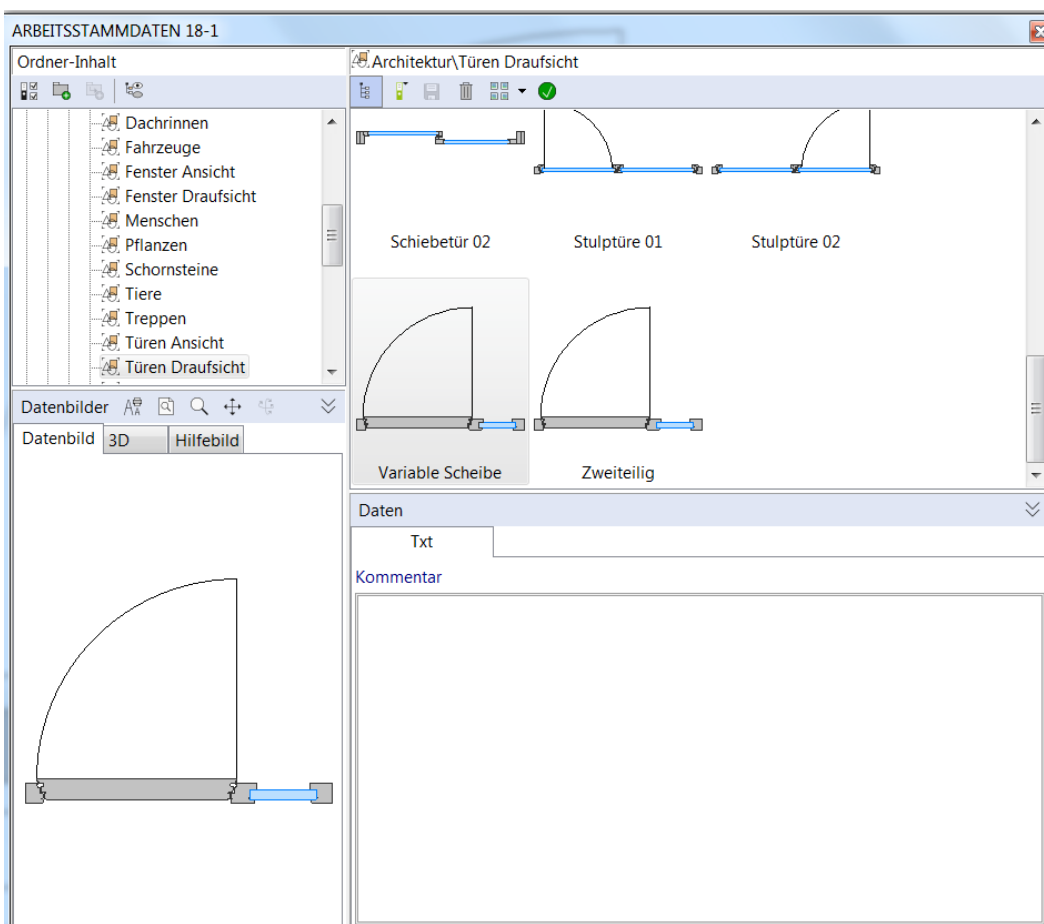 ARBEITSSTAMMDATEN 18-1
Ordner-Inhalt
Architektur\Türen Draufsicht
Dachrinnen
Fahrzeuge
Fenster Ansicht
Fenster Draufsicht
Menschen
Pflanzen
Schornsteine
Tiere
Treppen
Türen Ansicht
Türen Draufsicht
Schiebetür 02
Stulptüre 01
Stulptüre 02
Variable Scheibe
Zweiteilig
Datenbilder
Datenbild
3D
Hilfebild
Daten
Txt
Kommentar